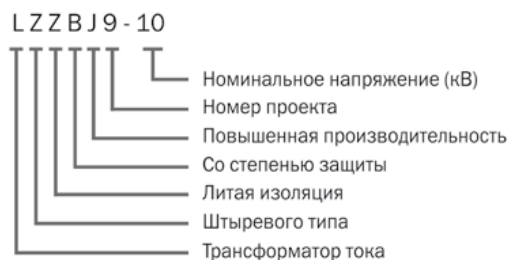 LZZBJ9-10
Номинальное напряжение (кВ)
Номер проекта
Повышенная производительность
Со степенью защиты
Литая изоляция
Штыревого типа
Трансформатор тока